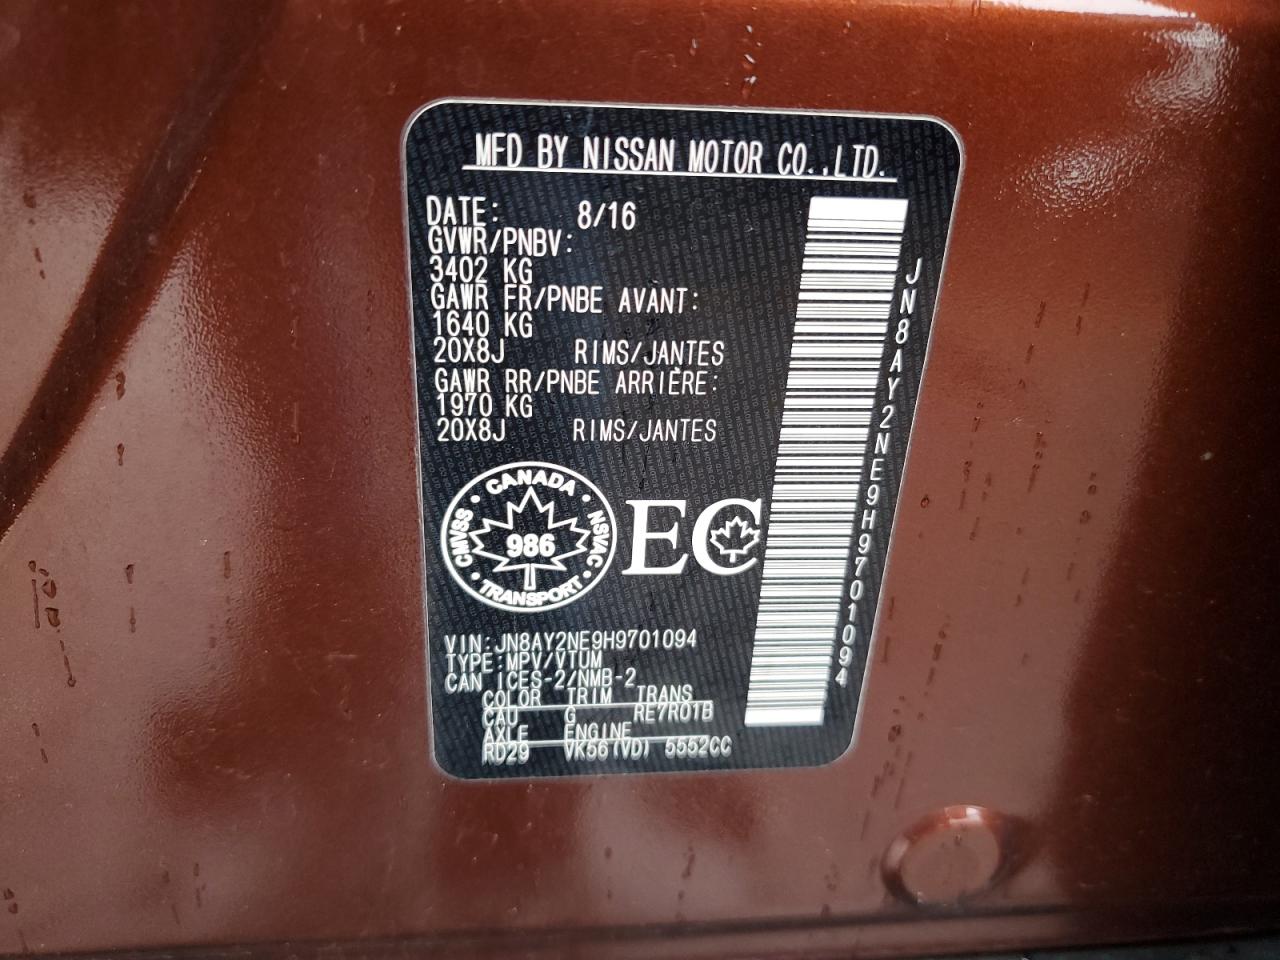 MFD BY NISSAN MOTOR CO.,LTD.
DATE: 8/16
GVWR/PNBV:
3402 KG
GAWR FR/PNBE AVANT:
1640 KG
20X8J RIMS/JANTES
GAWR RR/PNBE ARRIÈRE:
1970 KG
20X8J RIMS/JANTES
CANADA
CMVSS 986 NSVAC
TRANSPORT
EC
VIN:JN8AY2NE9H9701094
TYPE:MPV/VTUM
CAN ICES-2/NMB-2
COLOR TRIM TRANS
CAU G RE7R01B
AXLE ENGINE
RD29 VK56(VD) 5552CC
JN8AY2NE9H9701094